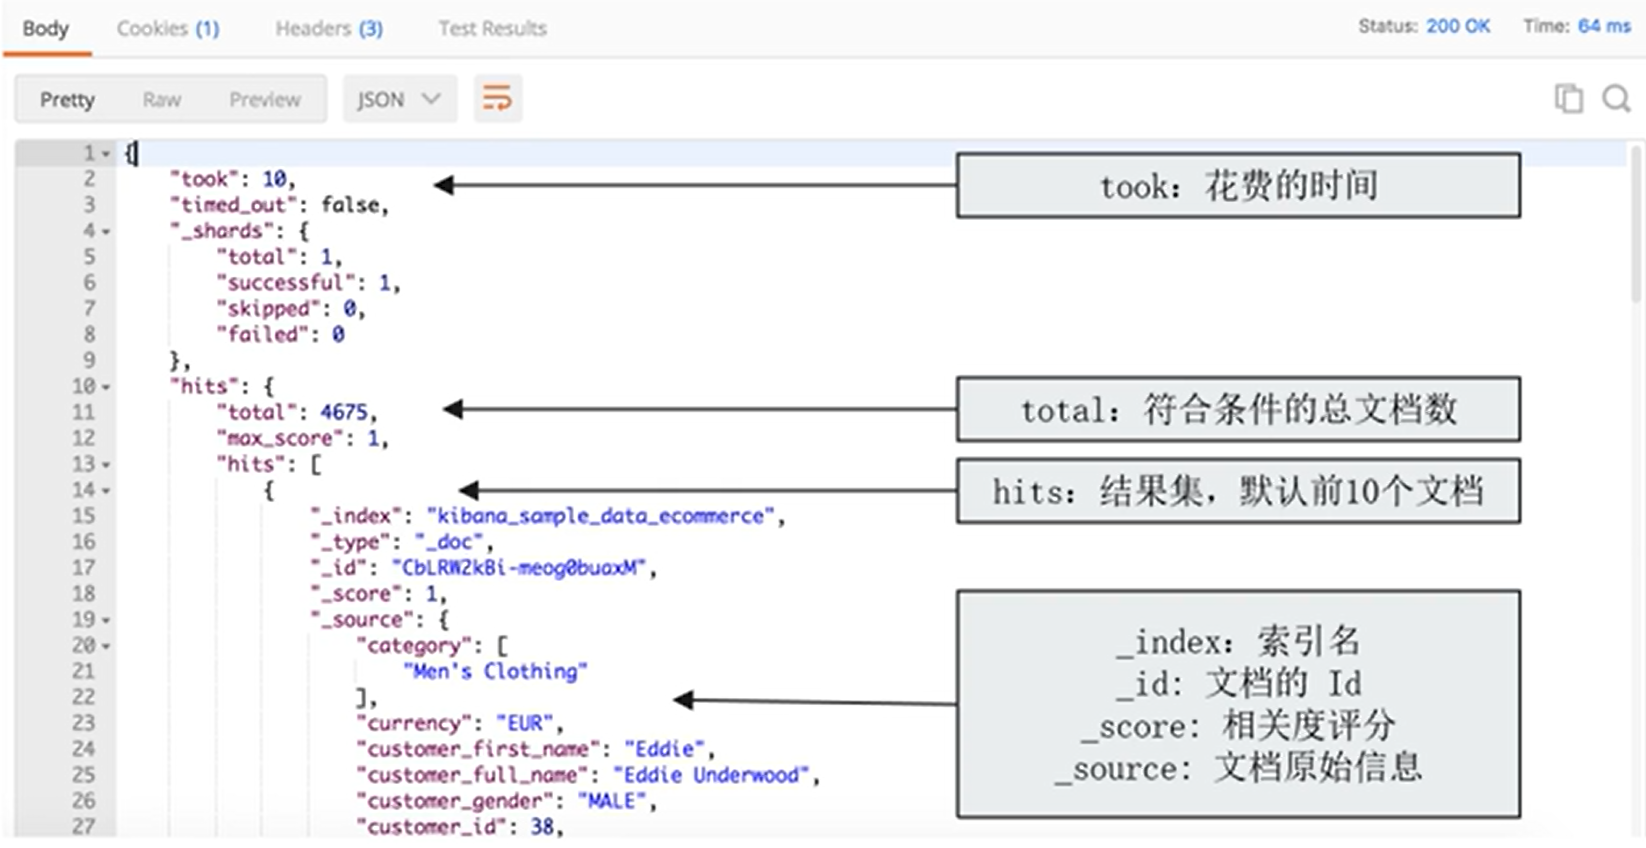 Body Cookies (1) Headers (3) Test Results Status: 200 OK Time: 64 ms
Pretty Raw Preview JSON
1 {
2 "took": 10,
took: 花费的时间
3 "timed_out": false,
4 "_shards": {
5 "total": 1,
6 "successful": 1,
7 "skipped": 0,
8 "failed": 0
9 },
10 "hits": {
11 "total": 4675,
total: 符合条件的总文档数
12 "max_score": 1,
13 "hits": [
14 {
hits: 结果集，默认前10个文档
15 "_index": "kibana_sample_data_ecommerce",
16 "_type": "_doc",
17 "_id": "CbLRW2kBi-meog0buaxM",
18 "_score": 1,
19 "_source": {
20 "category": [
21 "Men's Clothing"
22 ],
_index: 索引名
_id: 文档的 Id
_score: 相关度评分
_source: 文档原始信息
23 "currency": "EUR",
24 "customer_first_name": "Eddie",
25 "customer_full_name": "Eddie Underwood",
26 "customer_gender": "MALE",
27 "customer_id": 38,